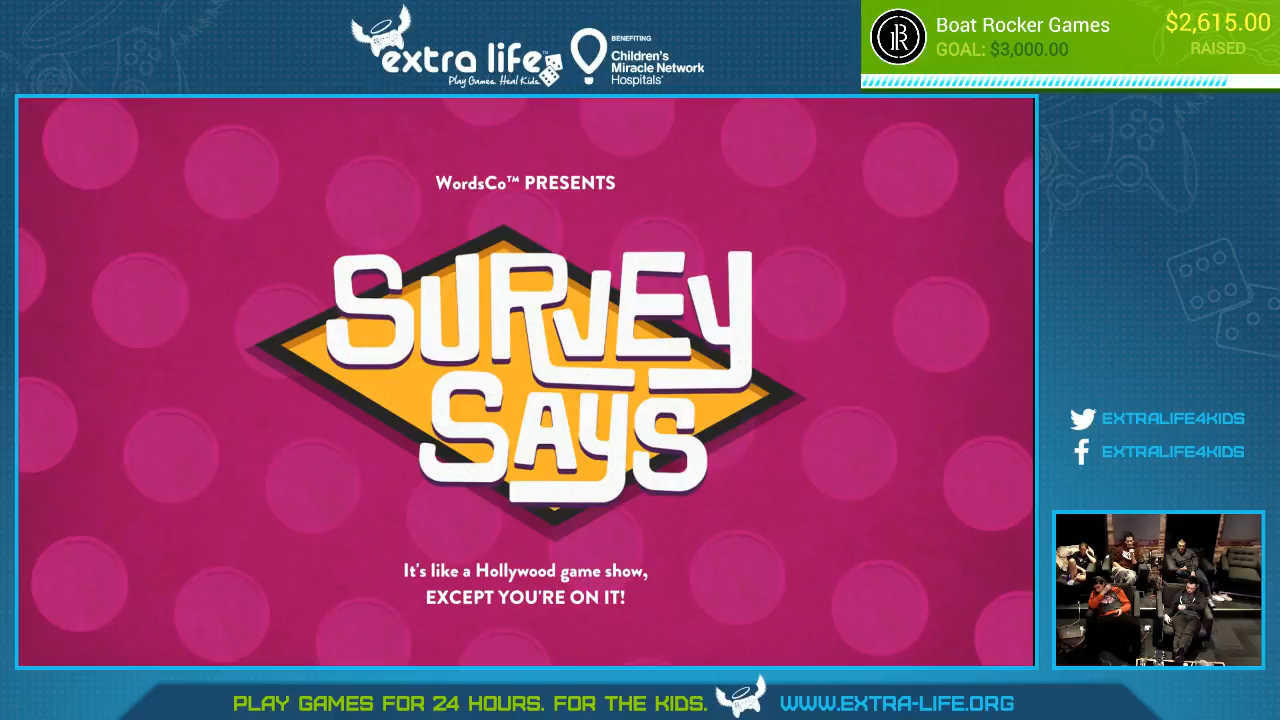 extra life™
Play Games. Heal Kids.
BENEFITING
Children's
Miracle Network
Hospitals
Boat Rocker Games
GOAL: $3,000.00
$2,615.00
RAISED
WordsCo™ PRESENTS
SURVEY
SAYS
It's like a Hollywood game show,
EXCEPT YOU'RE ON IT!
EXTRALIFE4KIDS
EXTRALIFE4KIDS
PLAY GAMES FOR 24 HOURS. FOR THE KIDS.
WWW.EXTRA-LIFE.ORG